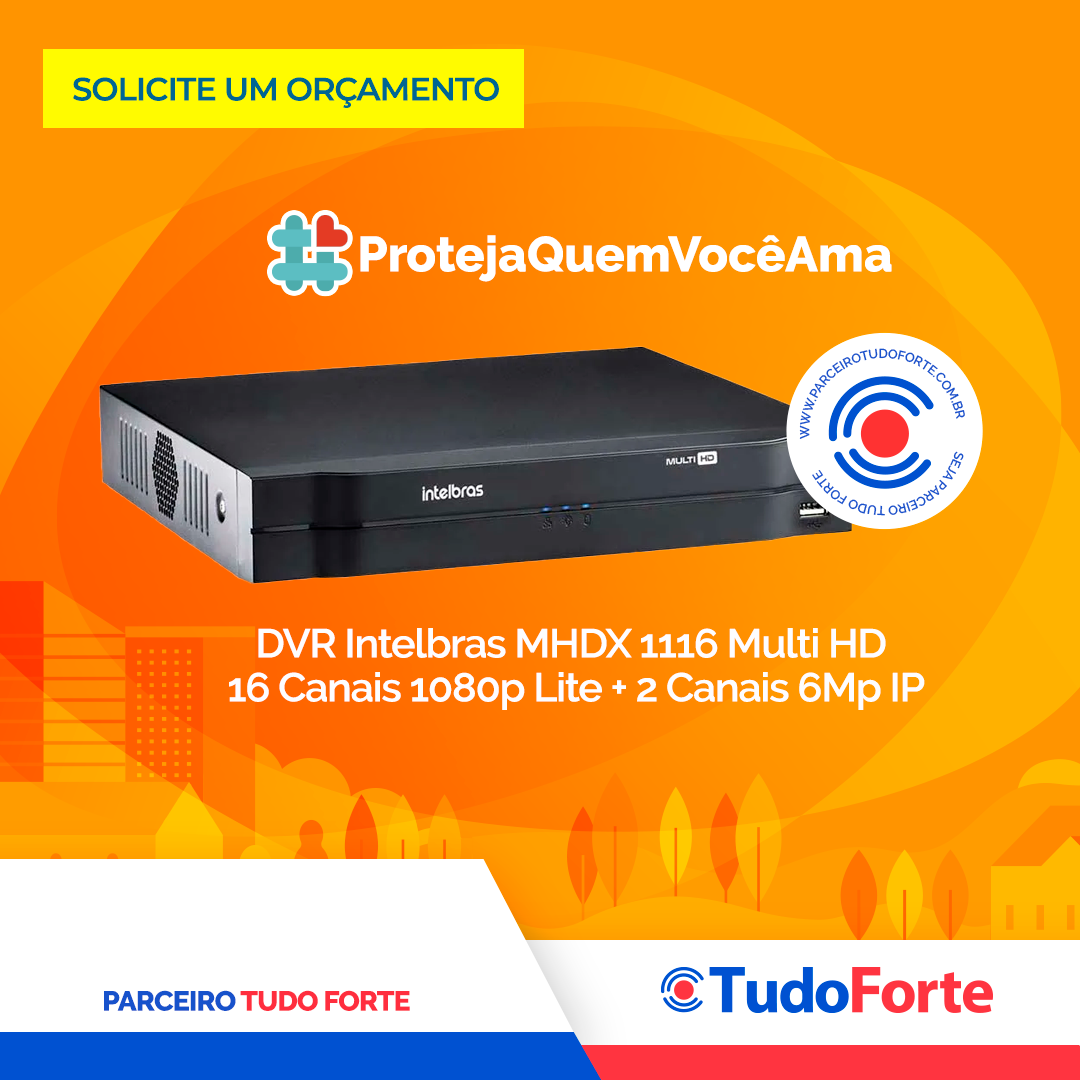 SOLICITE UM ORÇAMENTO
#ProtejaQuemVocêAma
WWW.PARCEIROTUDOFORTE.COM.BR
SEJA PARCEIRO TUDO FORTE
MULTI HD
intelbras
DVR Intelbras MHDX 1116 Multi HD
16 Canais 1080p Lite + 2 Canais 6Mp IP
PARCEIRO TUDO FORTE
TudoForte